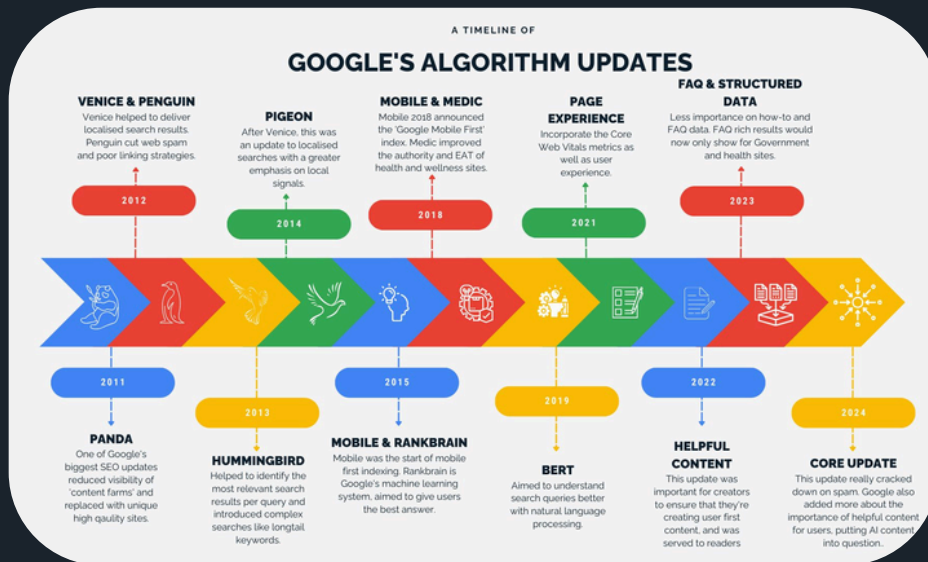 A TIMELINE OF
GOOGLE'S ALGORITHM UPDATES
VENICE & PENGUIN
Venice helped to deliver
localised search results.
Penguin cut web spam
and poor linking strategies.
2012
PIGEON
After Venice, this was
an update to localised
searches with a greater
emphasis on local
signals.
2014
MOBILE & MEDIC
Mobile 2018 announced
the 'Google Mobile First'
index. Medic improved
the authority and EAT of
health and wellness sites.
2018
PAGE
EXPERIENCE
Incorporate the Core
Web Vitals metrics as
well as user
experience.
2021
FAQ & STRUCTURED
DATA
Less importance on how-to and
FAQ data. FAQ rich results would
now only show for Government
and health sites.
2023
2011
PANDA
One of Google's
biggest SEO updates
reduced visibility of
'content farms' and
replaced with unique
high qaulity sites.
2013
HUMMINGBIRD
Helped to identify the
most relevant search
results per query and
introduced complex
searches like longtail
keywords.
2015
MOBILE & RANKBRAIN
Mobile was the start of mobile
first indexing. Rankbrain is
Google's machine learning
system, aimed to give users
the best answer.
2019
BERT
Aimed to understand
search queries better
with natural language
processing.
2022
HELPFUL
CONTENT
This update was
important for creators
to ensure that they're
creating user first
content, and was
served to readers
2024
CORE UPDATE
This update really cracked
down on spam. Google also
added more about the
importance of helpful content
for users, putting AI content
into question..